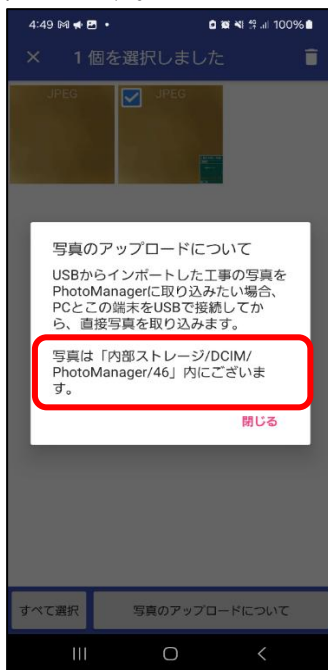 4:49
100%
× 1 個を選択しました
JPEG
JPEG
写真のアップロードについて
USBからインポートした工事の写真を
PhotoManagerに取り込みたい場合、
PCとこの端末をUSBで接続してか
ら、直接写真を取り込みます。
写真は「内部ストレージ/DCIM/
PhotoManager/46」内にございま
す。
閉じる
すべて選択
写真のアップロードについて